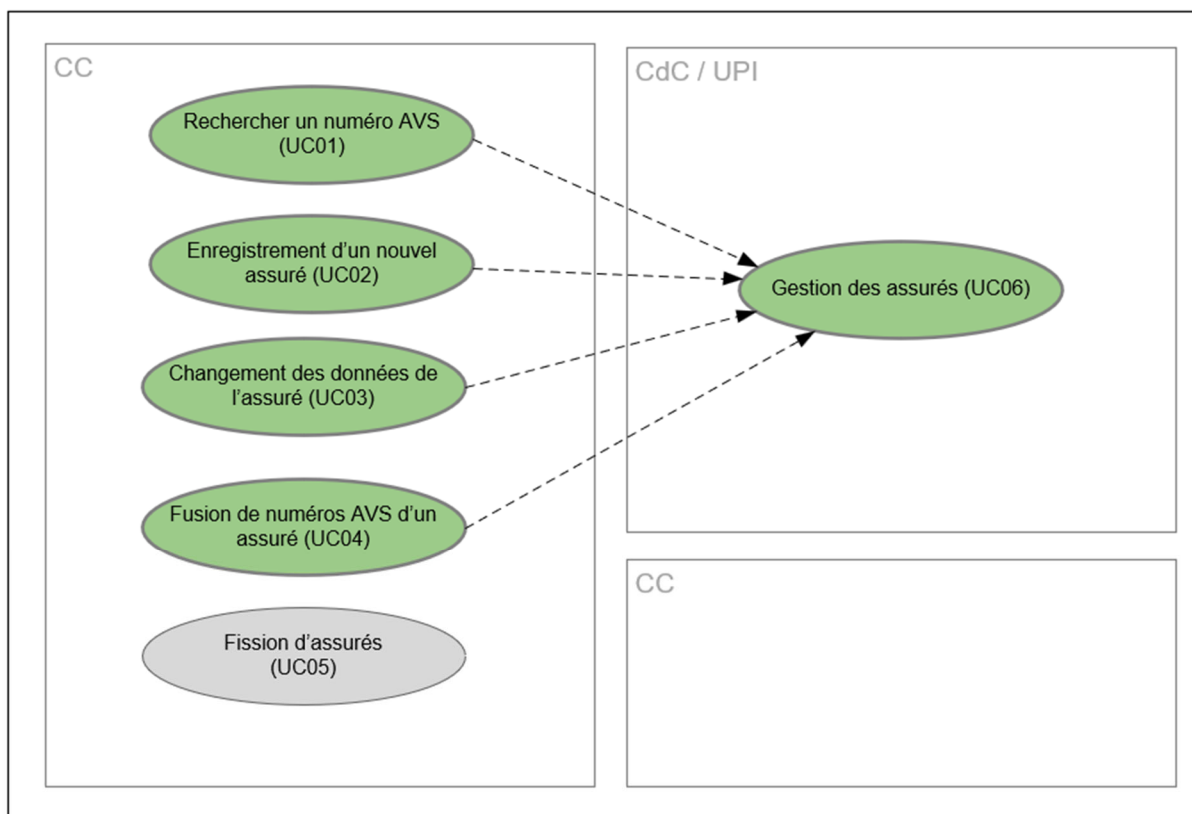 CC
Rechercher un numéro AVS
(UC01)
Enregistrement d'un nouvel
assuré (UC02)
Changement des données de
l'assuré (UC03)
Fusion de numéros AVS d'un
assuré (UC04)
Fission d'assurés
(UC05)
CdC / UPI
Gestion des assurés (UC06)
CC